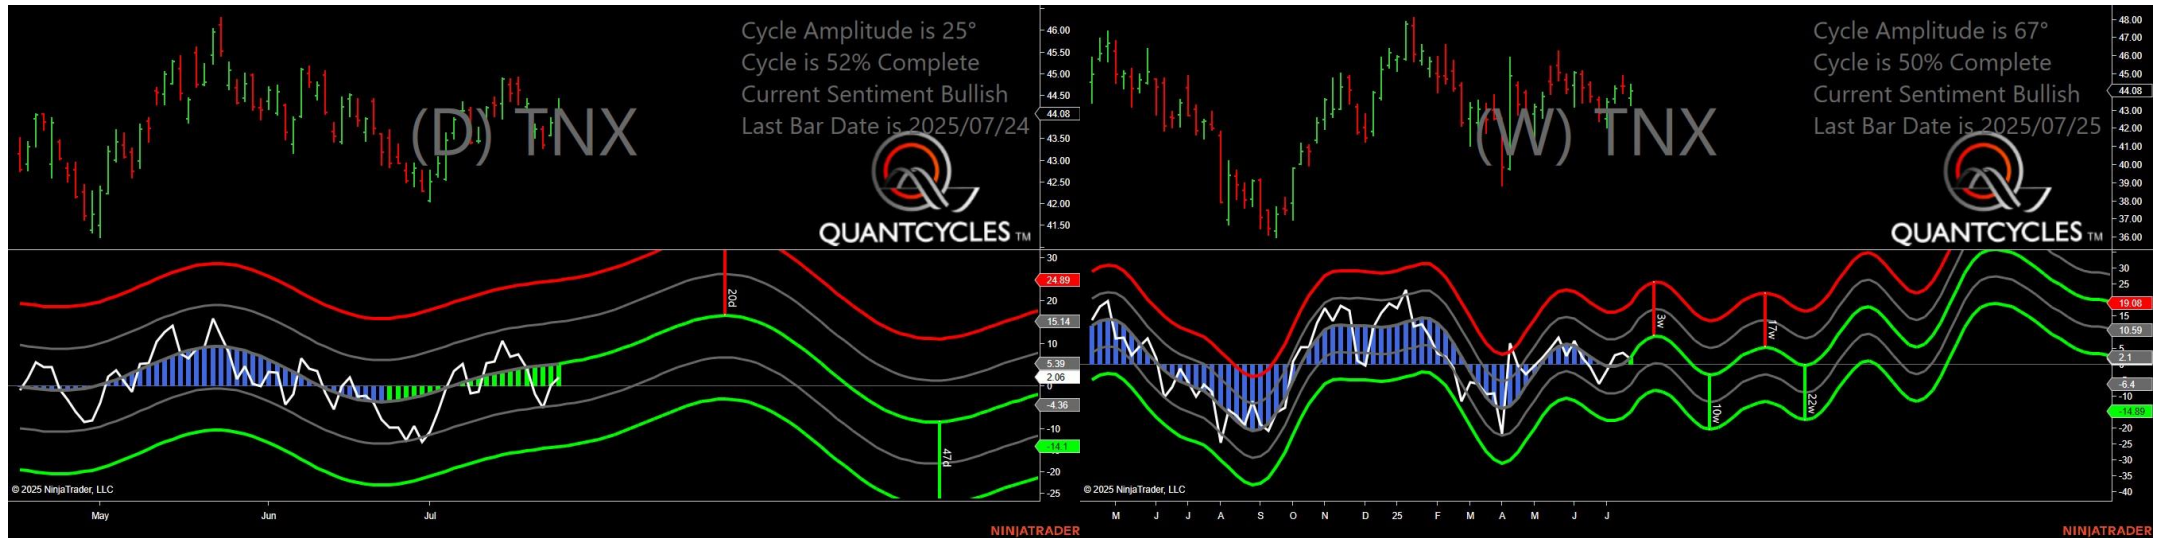 Cycle Amplitude is 25°
Cycle is 52% Complete
Current Sentiment Bullish
Last Bar Date is 2025/07/24
(D) TNX
QUANTCYCLES TM
46.00
45.50
45.00
44.50
44.08
43.50
43.00
42.50
42.00
41.50
30
24.89
20
15.14
10
5.39
2.06
0
-4.36
-10
-14.1
-20
-25
20d
47d
© 2025 NinjaTrader, LLC
May
Jun
Jul
NINJATRADER
Cycle Amplitude is 67°
Cycle is 50% Complete
Current Sentiment Bullish
Last Bar Date is 2025/07/25
(W) TNX
QUANTCYCLES TM
48.00
47.00
46.00
45.00
44.08
43.00
42.00
41.00
40.00
39.00
38.00
37.00
36.00
30
19.08
15
10.59
5
2.1
-6.4
-10
-14.89
-20
-25
-30
-35
-40
3w
10w
17w
22w
© 2025 NinjaTrader, LLC
M
J
J
A
S
O
N
D
25
F
M
A
M
J
J
NINJATRADER